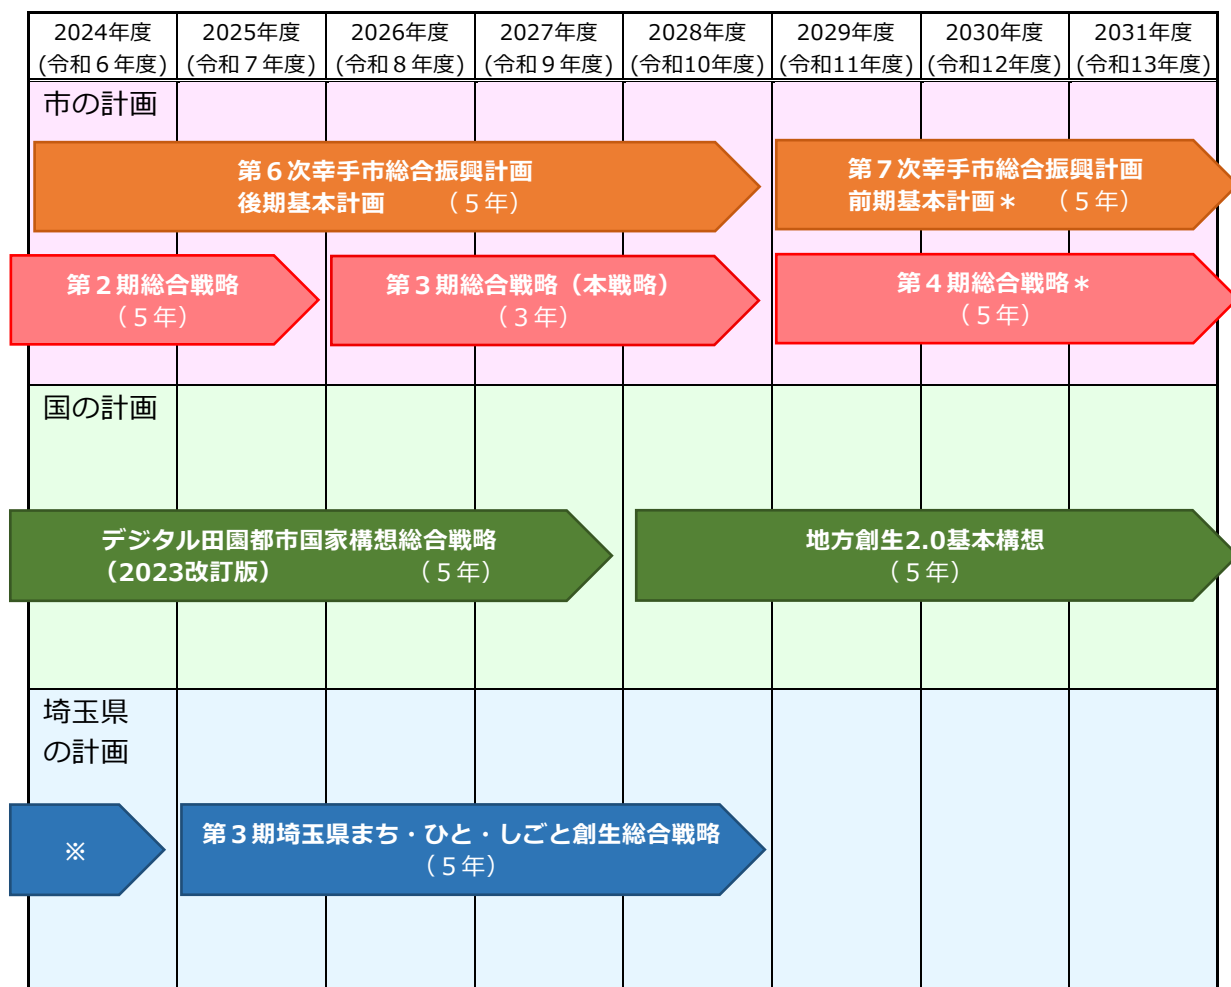 2024年度 2025年度 2026年度 2027年度 2028年度 2029年度 2030年度 2031年度
(令和６年度) (令和７年度) (令和８年度) (令和９年度) (令和10年度) (令和11年度) (令和12年度) (令和13年度)
市の計画
第６次幸手市総合振興計画
後期基本計画 （５年）
第７次幸手市総合振興計画
前期基本計画＊ （５年）
第２期総合戦略
（５年）
第３期総合戦略（本戦略）
（３年）
第４期総合戦略＊
（５年）
国の計画
デジタル田園都市国家構想総合戦略
（2023改訂版） （５年）
地方創生2.0基本構想
（５年）
埼玉県
の計画
※
第３期埼玉県まち・ひと・しごと創生総合戦略
（５年）